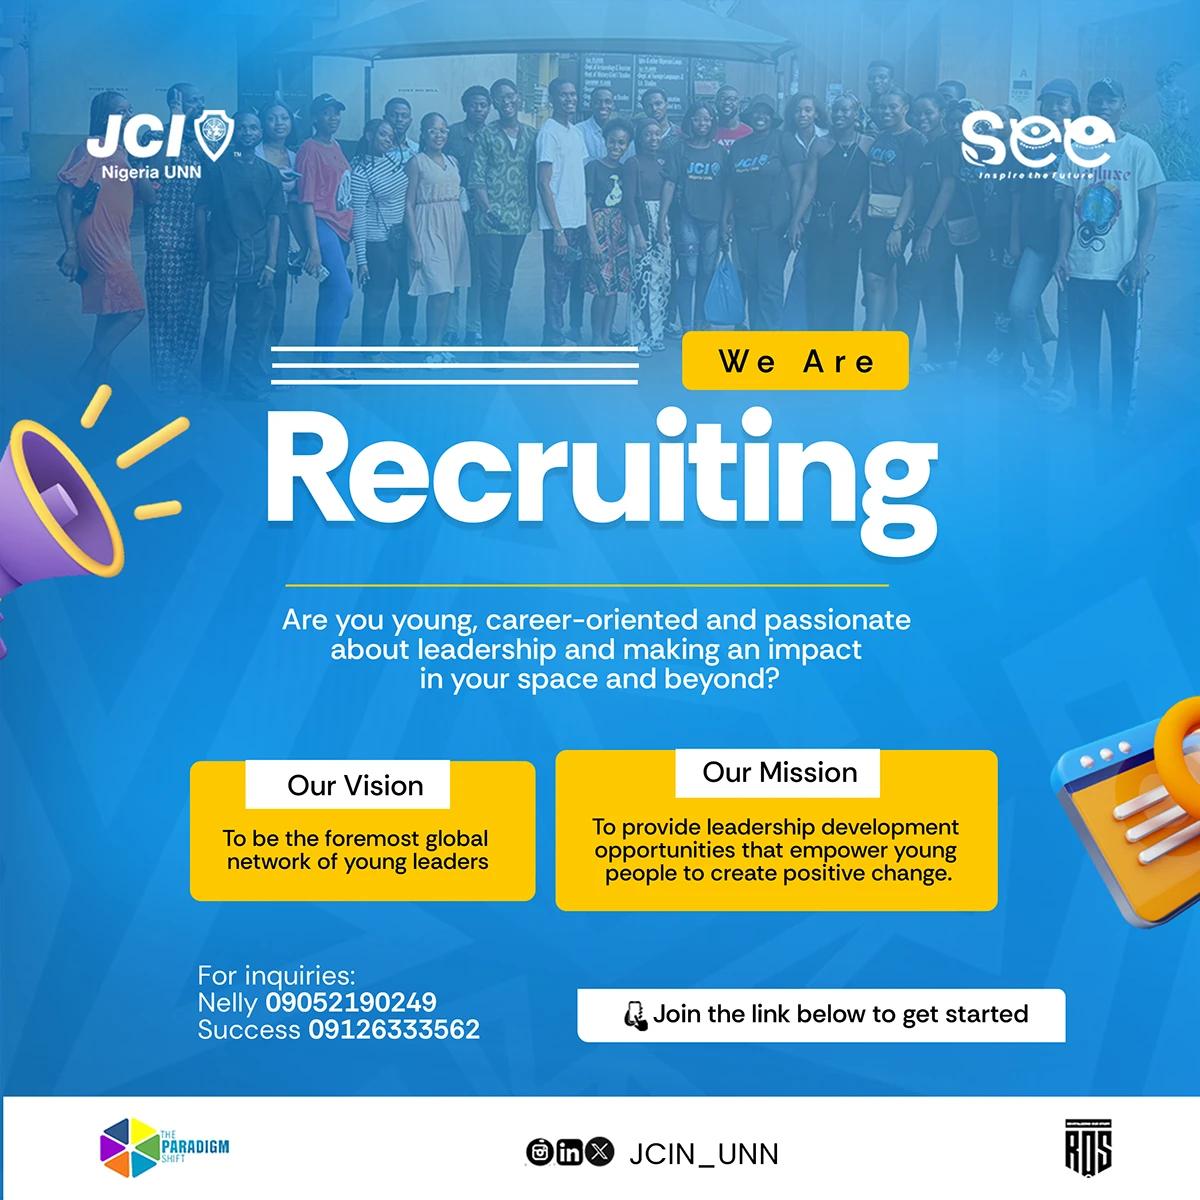 JCI
Nigeria UNN
See
Inspire the Future
JCI
JCI
We Are
Recruiting
Are you young, career-oriented and passionate
about leadership and making an impact
in your space and beyond?
Our Vision
To be the foremost global
network of young leaders
Our Mission
To provide leadership development
opportunities that empower young
people to create positive change.
For inquiries:
Nelly 09052190249
Success 09126333562
Join the link below to get started
THE
PARADIGM
SHIFT
JCIN_UNN
ROS